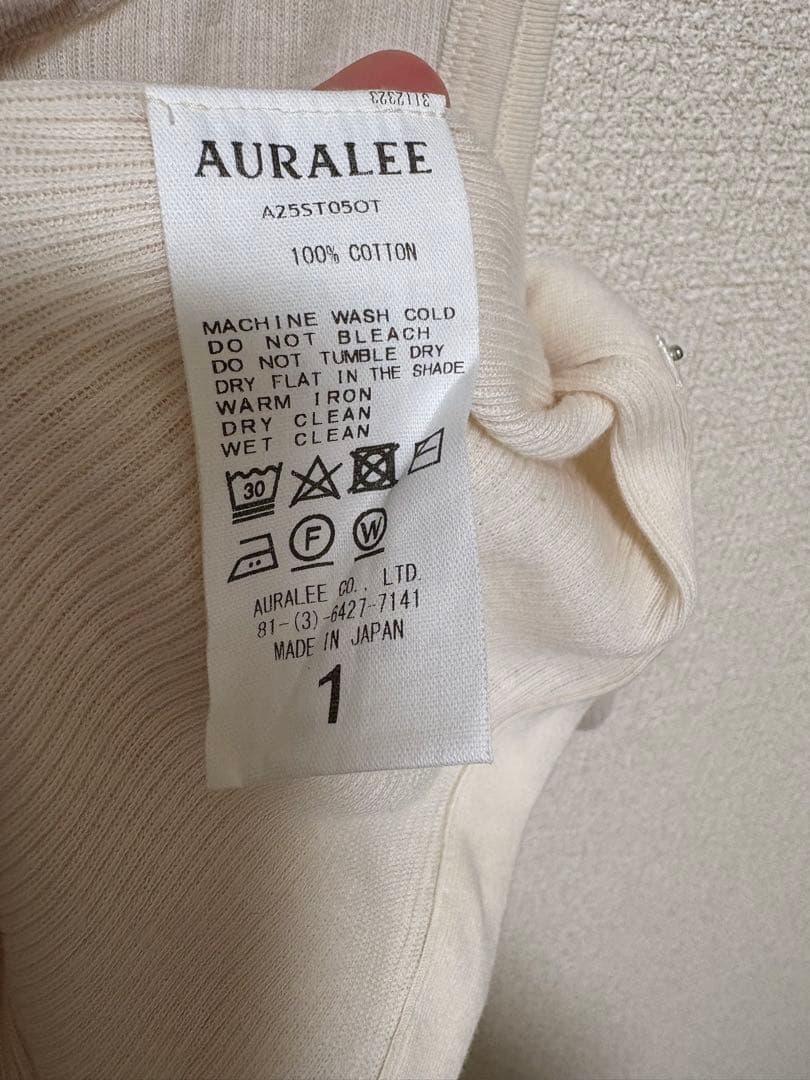 3112323
AURALEE
A25ST05OT
100% COTTON
MACHINE WASH COLD
DO NOT BLEACH
DO NOT TUMBLE DRY
DRY FLAT IN THE SHADE
WARM IRON
DRY CLEAN
WET CLEAN
30
F W
AURALEE CO., LTD.
81-(3)-6427-7141
MADE IN JAPAN
1